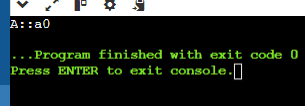 A::a0
...Program finished with exit code 0
Press ENTER to exit console.